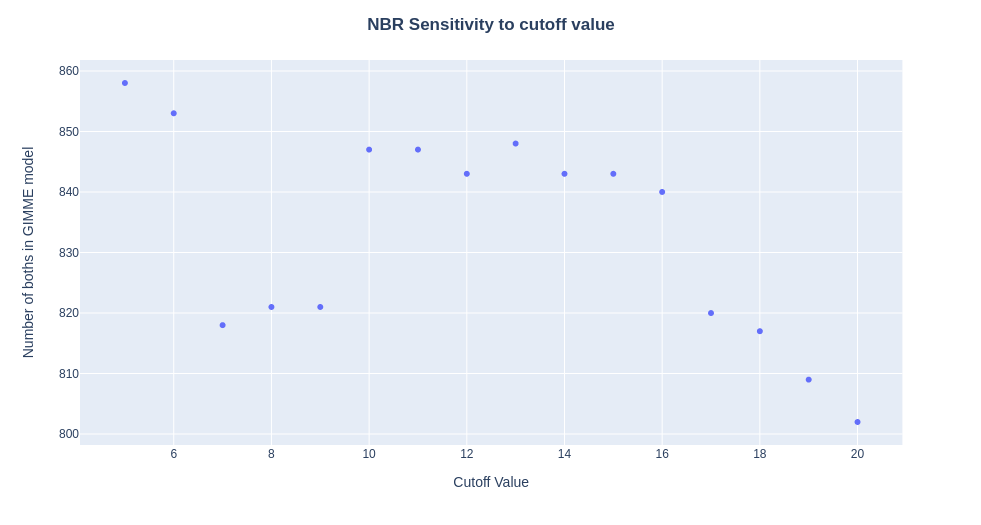 NBR Sensitivity to cutoff value
860
850
840
830
820
810
800
Number of boths in GIMME model
6 8 10 12 14 16 18 20
Cutoff Value